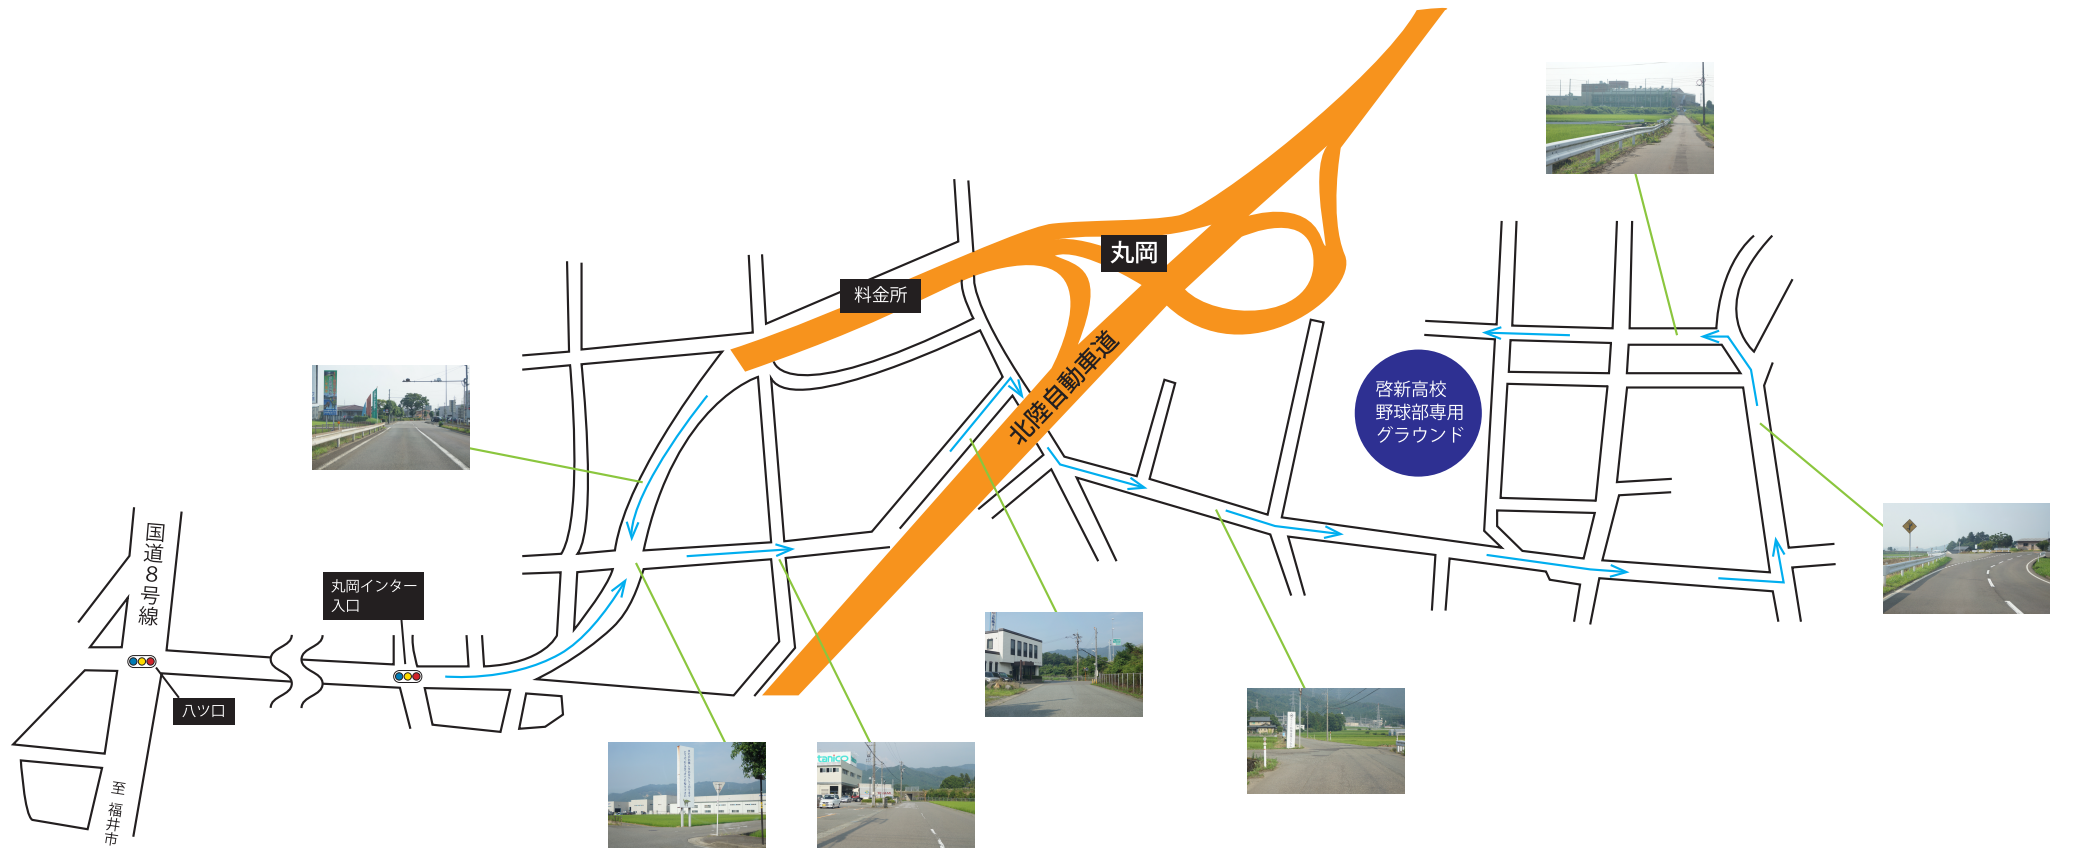 丸岡
料金所
北陸自動車道
啓新高校
野球部専用
グラウンド
国道8号線
丸岡インター
入口
八ツ口
至 福井市
tanico